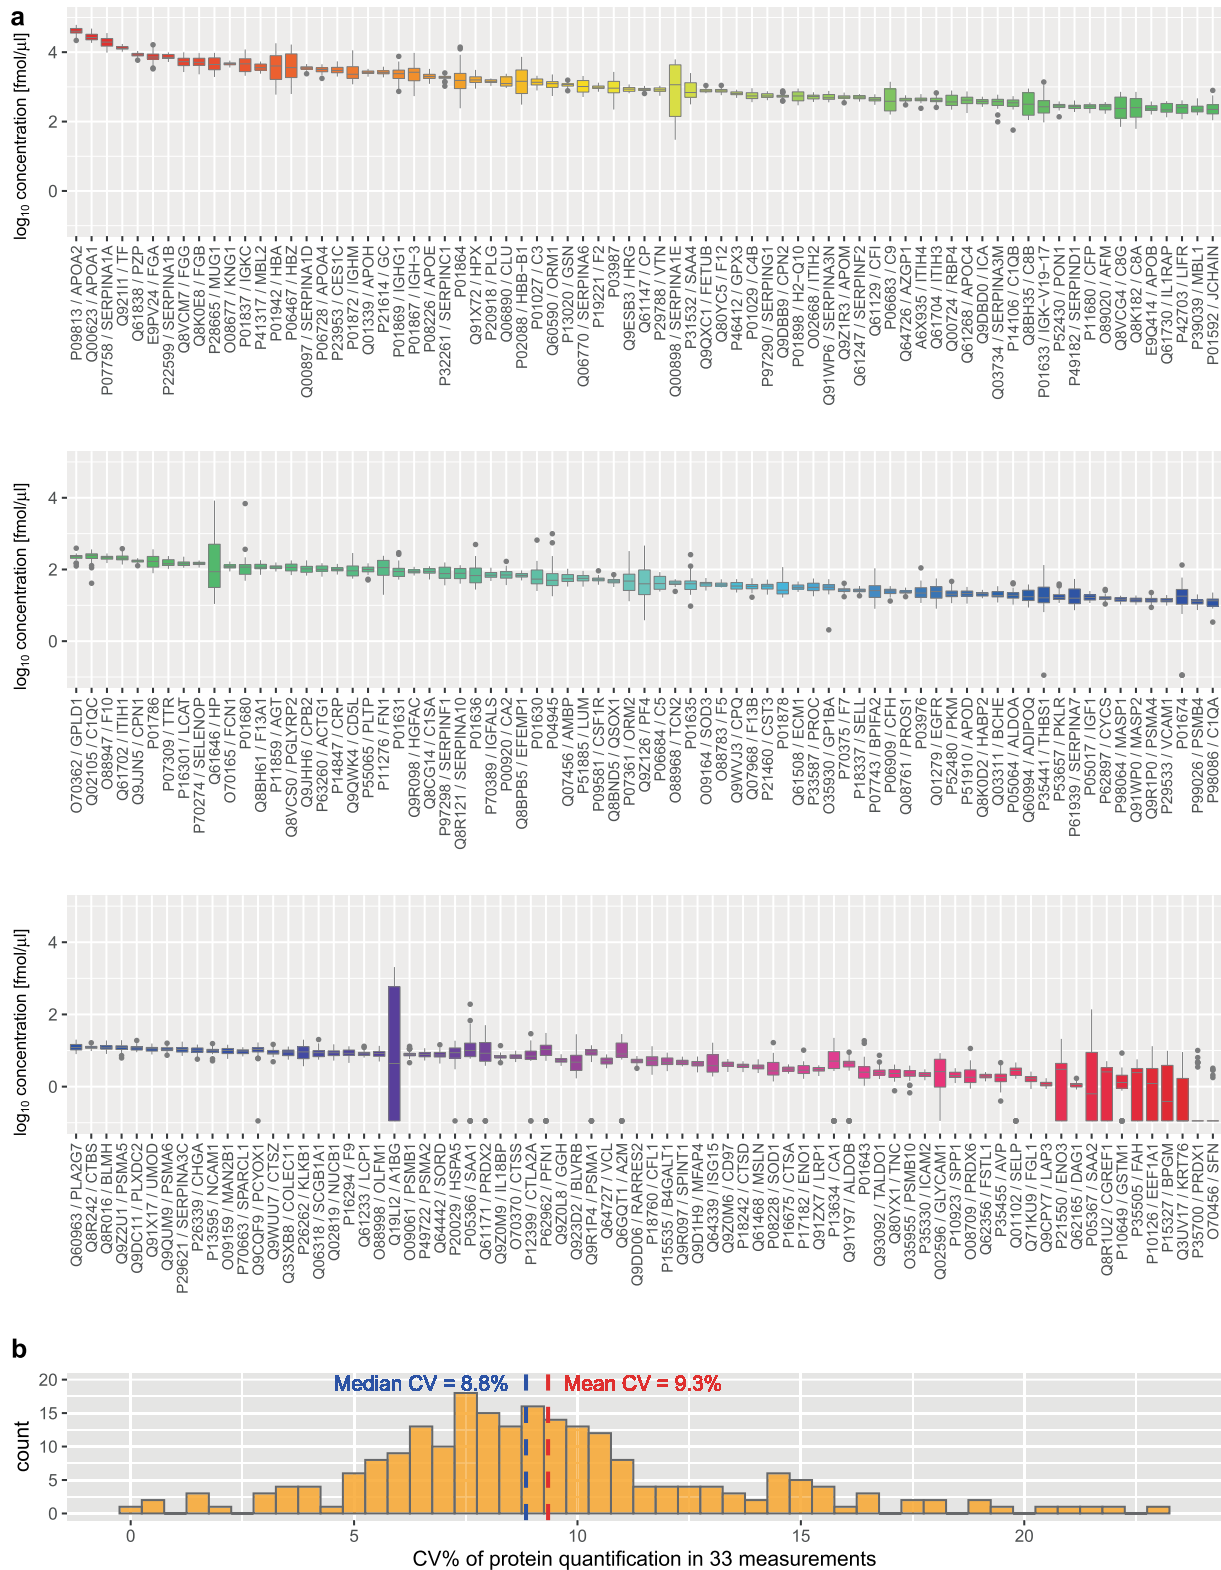 a
log10 concentration [fmol/µl]
4
2
0
P09813 / APOA2
Q00623 / APOA1
P07758 / SERPINA1A
Q921I1 / TF
Q61838 / PZP
E9PV24 / FGA
P22599 / SERPINA1B
Q8VCM7 / FGG
Q8K0E8 / FGB
P28665 / MUG1
O08677 / KNG1
P01837 / IGKC
P41317 / MBL2
P01942 / HBA
P06467 / HBZ
Q00897 / SERPINA1D
P06728 / APOA4
P23953 / CES1C
P01872 / IGHM
Q01339 / APOH
P21614 / GC
P01869 / IGHG1
P01867 / IGH-3
P08226 / APOE
P32261 / SERPINC1
P01864
Q91X72 / HPX
P20918 / PLG
Q06890 / CLU
P02088 / HBB-B1
P01027 / C3
Q60590 / ORM1
P13020 / GSN
Q06770 / SERPINA6
P19221 / F2
P03987
Q9ESB3 / HRG
Q61147 / CP
P29788 / VTN
Q00898 / SERPINA1E
P31532 / SAA4
Q9QXC1 / FETUB
Q80YC5 / F12
P46412 / GPX3
P01029 / C4B
P97290 / SERPING1
Q9DBB9 / CPN2
P01898 / H2-Q10
O02668 / ITIH2
Q91WP6 / SERPINA3N
Q9Z1R3 / APOM
Q61247 / SERPINF2
Q61129 / CFI
P06683 / C9
Q64726 / AZGP1
A6X935 / ITIH4
Q61704 / ITIH3
Q00724 / RBP4
Q61268 / APOC4
Q9DBD0 / ICA
Q03734 / SERPINA3M
P14106 / C1QB
Q8BH35 / C8B
P01633 / IGK-V19-17
P52430 / PON1
P49182 / SERPIND1
P11680 / CFP
O89020 / AFM
Q8VCG4 / C8G
Q8K182 / C8A
E9Q414 / APOB
Q61730 / IL1RAP
P42703 / LIFR
P39039 / MBL1
P01592 / JCHAIN
log10 concentration [fmol/µl]
4
2
0
O70362 / GPLD1
Q02105 / C1QC
O88947 / F10
Q61702 / ITIH1
Q9JJN5 / CPN1
P01786
P07309 / TTR
P16301 / LCAT
P70274 / SELENOP
Q61646 / HP
O70165 / FCN1
P01680
Q8BH61 / F13A1
P11859 / AGT
Q8VCS0 / PGLYRP2
Q9JHH6 / CPB2
P63260 / ACTG1
P14847 / CRP
Q9QWK4 / CD5L
P55065 / PLTP
P11276 / FN1
P01631
Q9R098 / HGFAC
Q8CG14 / C1SA
P97298 / SERPINF1
Q8R121 / SERPINA10
P01636
P70389 / IGFALS
P00920 / CA2
Q8BPB5 / EFEMP1
P01630
P04945
Q07456 / AMBP
P51885 / LUM
P09581 / CSF1R
Q8BND5 / QSOX1
P07361 / ORM2
Q9Z126 / PF4
P06684 / C5
O88968 / TCN2
P01635
O09164 / SOD3
O88783 / F5
Q9WVJ3 / CPQ
Q07968 / F13B
P21460 / CST3
P01878
Q61508 / ECM1
P33587 / PROC
O35930 / GP1BA
P70375 / F7
P18337 / SELL
P07743 / BPIFA2
P06909 / CFH
Q08761 / PROS1
P03976
Q01279 / EGFR
P52480 / PKM
P51910 / APOD
Q8K0D2 / HABP2
Q03311 / BCHE
P05064 / ALDOA
Q60994 / ADIPOQ
P35441 / THBS1
P53657 / PKLR
P61939 / SERPINA7
P05017 / IGF1
P62897 / CYCS
P98064 / MASP1
Q91WP0 / MASP2
Q9R1P0 / PSMA4
P29533 / VCAM1
P01674
P99026 / PSMB4
P98086 / C1QA
log10 concentration [fmol/µl]
4
2
0
Q60963 / PLA2G7
Q8R242 / CTBS
Q8R016 / BLMH
Q9Z2U1 / PSMA5
Q9DC11 / PLXDC2
Q91X17 / UMOD
Q9QUM9 / PSMA6
P29621 / SERPINA3C
P26339 / CHGA
P13595 / NCAM1
O09159 / MAN2B1
P70663 / SPARCL1
Q9CQF9 / PCYOX1
Q9WUU7 / CTSZ
Q3SXB8 / COLEC11
P26262 / KLKB1
Q06318 / SCGB1A1
Q02819 / NUCB1
P16294 / F9
Q61233 / LCP1
O88998 / OLFM1
Q19LI2 / A1BG
O09061 / PSMB1
P49722 / PSMA2
Q64442 / SORD
P20029 / HSPA5
P05366 / SAA1
Q61171 / PRDX2
Q9Z0M9 / IL18BP
O70370 / CTSS
P12399 / CTLA2A
P62962 / PFN1
Q9Z0L8 / GGH
Q923D2 / BLVRB
Q9R1P4 / PSMA1
Q64727 / VCL
Q6GQT1 / A2M
Q9DD06 / RARRES2
P18760 / CFL1
P15535 / B4GALT1
Q9R097 / SPINT1
Q9D1H9 / MFAP4
Q64339 / ISG15
Q9Z0M6 / CD97
P18242 / CTSD
Q61468 / MSLN
P08228 / SOD1
P16675 / CTSA
P17182 / ENO1
Q91ZX7 / LRP1
P13634 / CA1
Q91Y97 / ALDOB
P01643
Q93092 / TALDO1
Q80YX1 / TNC
O35955 / PSMB10
P35330 / ICAM2
Q02596 / GLYCAM1
P10923 / SPP1
O08709 / PRDX6
Q62356 / FSTL1
P35455 / AVP
Q01102 / SELP
Q71KU9 / FGL1
Q9CPY7 / LAP3
P21550 / ENO3
Q62165 / DAG1
P05367 / SAA2
Q8R1U2 / CGREF1
P10649 / GSTM1
P35505 / FAH
P10126 / EEF1A1
P15327 / BPGM
Q3UV17 / KRT76
P35700 / PRDX1
O70456 / SFN
b
Median CV = 8.8%
Mean CV = 9.3%
count
20
15
10
5
0
0
5
10
15
20
CV% of protein quantification in 33 measurements